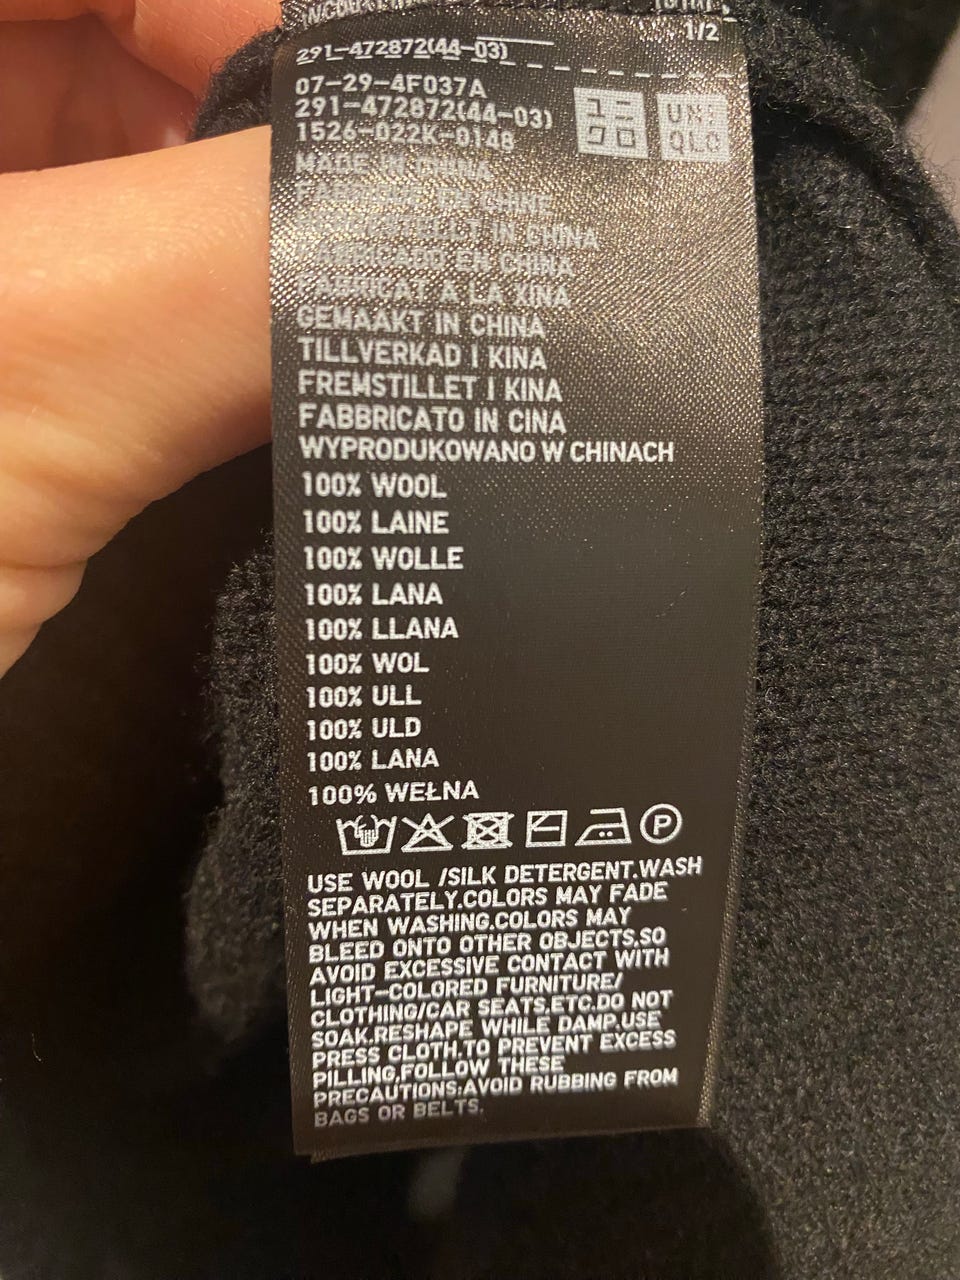 1/2
291-472872(44-03)
07-29-4F037A
291-472872(44-03)
1526-022K-0148
ユニ
クロ
UNI
QLO
MADE IN CHINA
FABRIQUÉ EN CHINE
HERGESTELLT IN CHINA
FABRICADO EN CHINA
FABRICAT A LA XINA
GEMAAKT IN CHINA
TILLVERKAD I KINA
FREMSTILLET I KINA
FABBRICATO IN CINA
WYPRODUKOWANO W CHINACH
100% WOOL
100% LAINE
100% WOLLE
100% LANA
100% LLANA
100% WOL
100% ULL
100% ULD
100% LANA
100% WEŁNA
P
USE WOOL /SILK DETERGENT.WASH
SEPARATELY.COLORS MAY FADE
WHEN WASHING.COLORS MAY
BLEED ONTO OTHER OBJECTS,SO
AVOID EXCESSIVE CONTACT WITH
LIGHT-COLORED FURNITURE/
CLOTHING/CAR SEATS,ETC.DO NOT
SOAK.RESHAPE WHILE DAMP.USE
PRESS CLOTH.TO PREVENT EXCESS
PILLING,FOLLOW THESE
PRECAUTIONS:AVOID RUBBING FROM
BAGS OR BELTS.